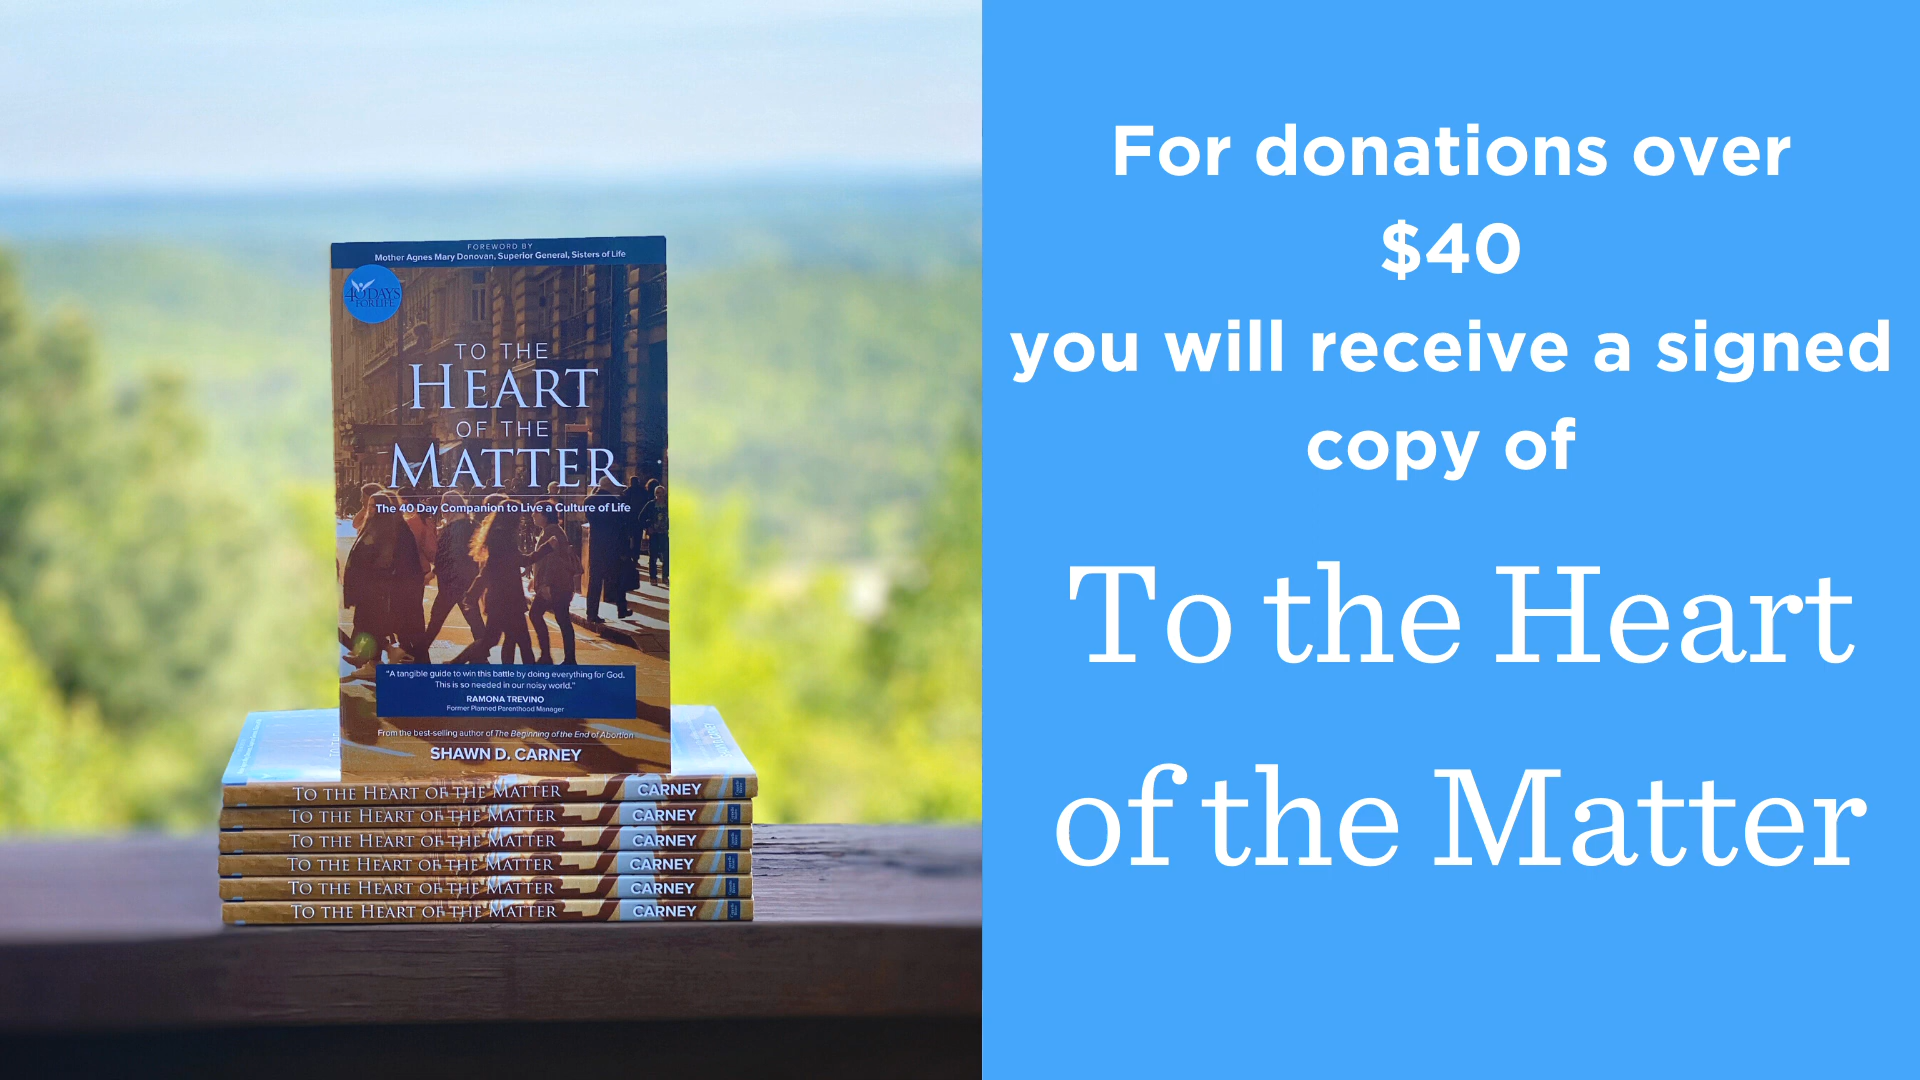 FOREWORD BY
Mother Agnes Mary Donovan, Superior General, Sisters of Life
40 DAYS
FOR LIFE
TO THE
HEART
OF THE
MATTER
The 40 Day Companion to Live a Culture of Life
"A tangible guide to win this battle by doing everything for God.
This is so needed in our noisy world."
RAMONA TREVINO
Former Planned Parenthood Manager
From the best-selling author of The Beginning of the End of Abortion
SHAWN D. CARNEY
TO THE HEART OF THE MATTER CARNEY
TO THE HEART OF THE MATTER CARNEY
TO THE HEART OF THE MATTER CARNEY
TO THE HEART OF THE MATTER CARNEY
TO THE HEART OF THE MATTER CARNEY
TO THE HEART OF THE MATTER CARNEY
For donations over
$40
you will receive a signed
copy of
To the Heart
of the Matter